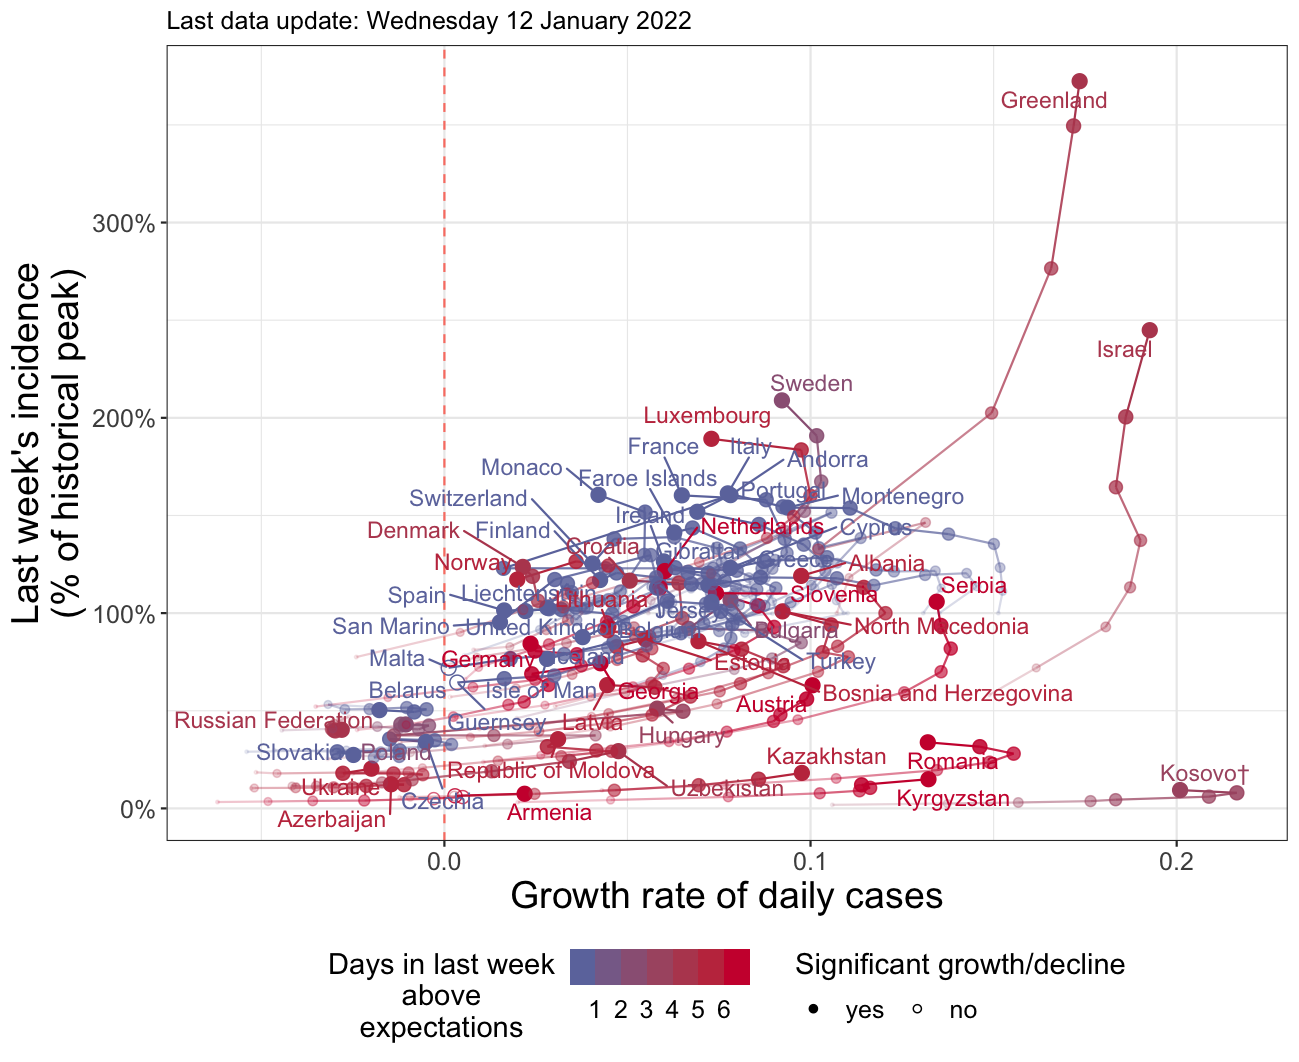 Last data update: Wednesday 12 January 2022
Last week's incidence
(% of historical peak)
300%
200%
100%
0%
Greenland
Israel
Sweden
Luxembourg
France
Italy
Andorra
Monaco
Faroe Islands
Portugal
Montenegro
Switzerland
Ireland
Netherlands
Cyprus
Denmark
Finland
Croatia
Gibraltar
Greece
Albania
Norway
Serbia
Spain
Liechtenstein
Lithuania
Slovenia
Jersey
San Marino
United Kingdom
Belgium
Bulgaria
North Macedonia
Malta
Germany
Iceland
Estonia
Turkey
Belarus
Isle of Man
Georgia
Bosnia and Herzegovina
Austria
Russian Federation
Guernsey
Latvia
Hungary
Slovakia
Poland
Kazakhstan
Romania
Republic of Moldova
Kosovo†
Ukraine
Uzbekistan
Czechia
Kyrgyzstan
Azerbaijan
Armenia
0.0
0.1
0.2
Growth rate of daily cases
Days in last week
above
expectations
1 2 3 4 5 6
Significant growth/decline
yes
no